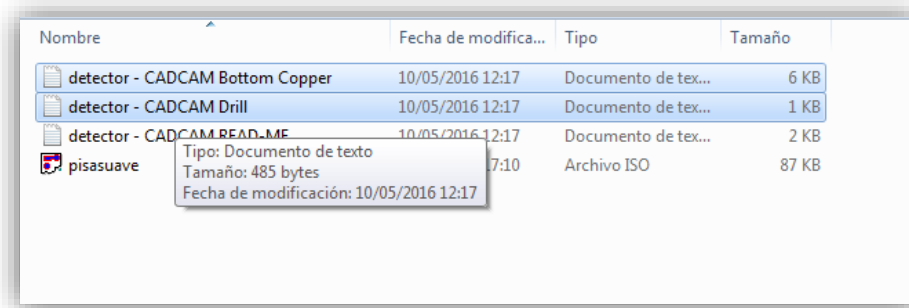 Nombre Fecha de modifica... Tipo Tamaño
detector - CADCAM Bottom Copper 10/05/2016 12:17 Documento de tex... 6 KB
detector - CADCAM Drill 10/05/2016 12:17 Documento de tex... 1 KB
detector - CADCAM READ-ME 10/05/2016 12:17 Documento de tex... 2 KB
pisasuave 7:10 Archivo ISO 87 KB
Tipo: Documento de texto
Tamaño: 485 bytes
Fecha de modificación: 10/05/2016 12:17